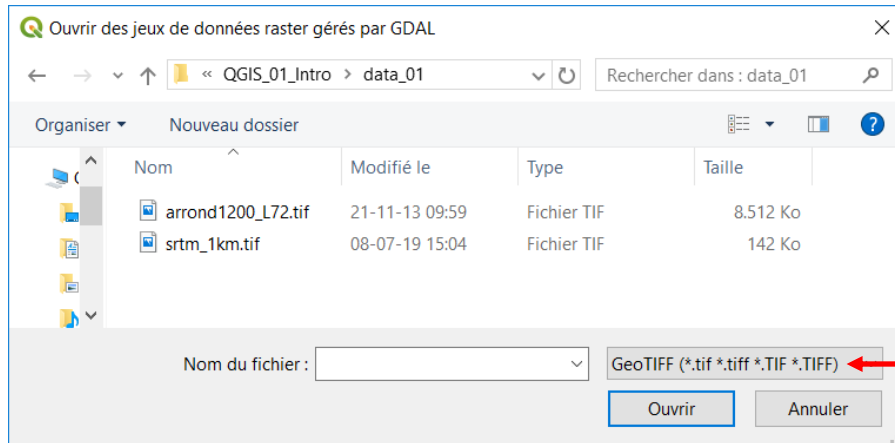 Ouvrir des jeux de données raster gérés par GDAL
« QGIS_01_Intro > data_01
Rechercher dans : data_01
Organiser
Nouveau dossier
Nom Modifié le Type Taille
arrond1200_L72.tif 21-11-13 09:59 Fichier TIF 8.512 Ko
srtm_1km.tif 08-07-19 15:04 Fichier TIF 142 Ko
Nom du fichier :
GeoTIFF (*.tif *.tiff *.TIF *.TIFF)
Ouvrir
Annuler